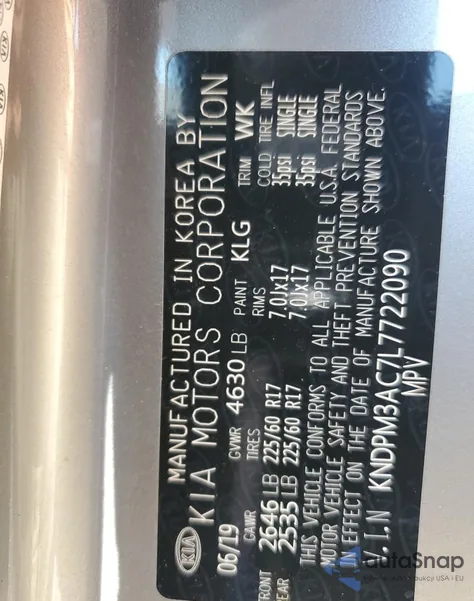 KIA
MANUFACTURED IN KOREA BY
KIA MOTORS CORPORATION
06/19 GVWR 4630 LB PAINT KLG TRIM WK
GAWR TIRES RIMS COLD TIRE INFL
FRONT 2646 LB 225/60 R17 7.0Jx17 35psi SINGLE
REAR 2535 LB 225/60 R17 7.0Jx17 35psi SINGLE
THIS VEHICLE CONFORMS TO ALL APPLICABLE U.S.A. FEDERAL
MOTOR VEHICLE SAFETY AND THEFT PREVENTION STANDARDS
IN EFFECT ON THE DATE OF MANUFACTURE SHOWN ABOVE.
V.I.N KNDPM3AC7L7722090
MPV
autoSnap
USA i EU